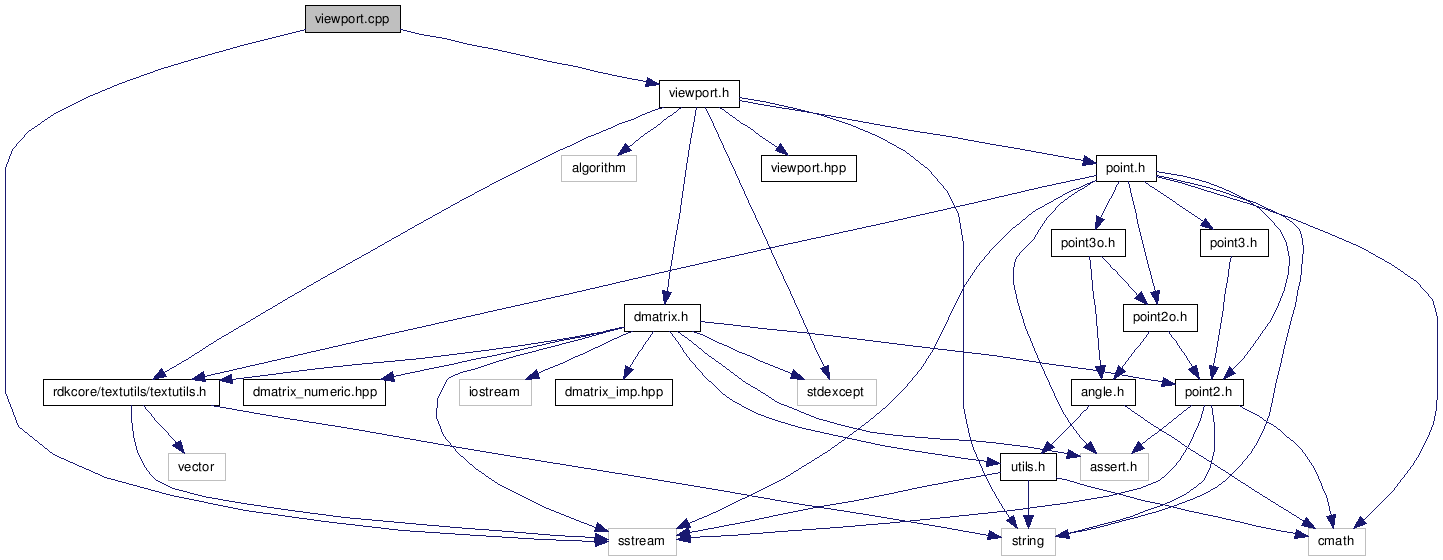 viewport.cpp
viewport.h
algorithm
viewport.hpp
point.h
point3o.h
point3.h
dmatrix.h
point2o.h
rdkcore/textutils/textutils.h
dmatrix_numeric.hpp
iostream
dmatrix_imp.hpp
stdexcept
angle.h
point2.h
vector
utils.h
assert.h
sstream
string
cmath